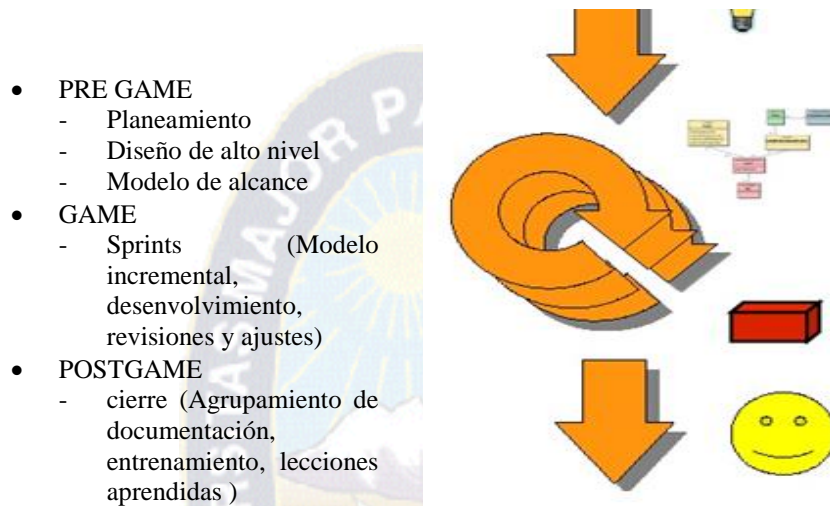 • PRE GAME
- Planeamiento
- Diseño de alto nivel
- Modelo de alcance
• GAME
- Sprints (Modelo
incremental,
desenvolvimiento,
revisiones y ajustes)
• POSTGAME
- cierre (Agrupamiento de
documentación,
entrenamiento, lecciones
aprendidas )